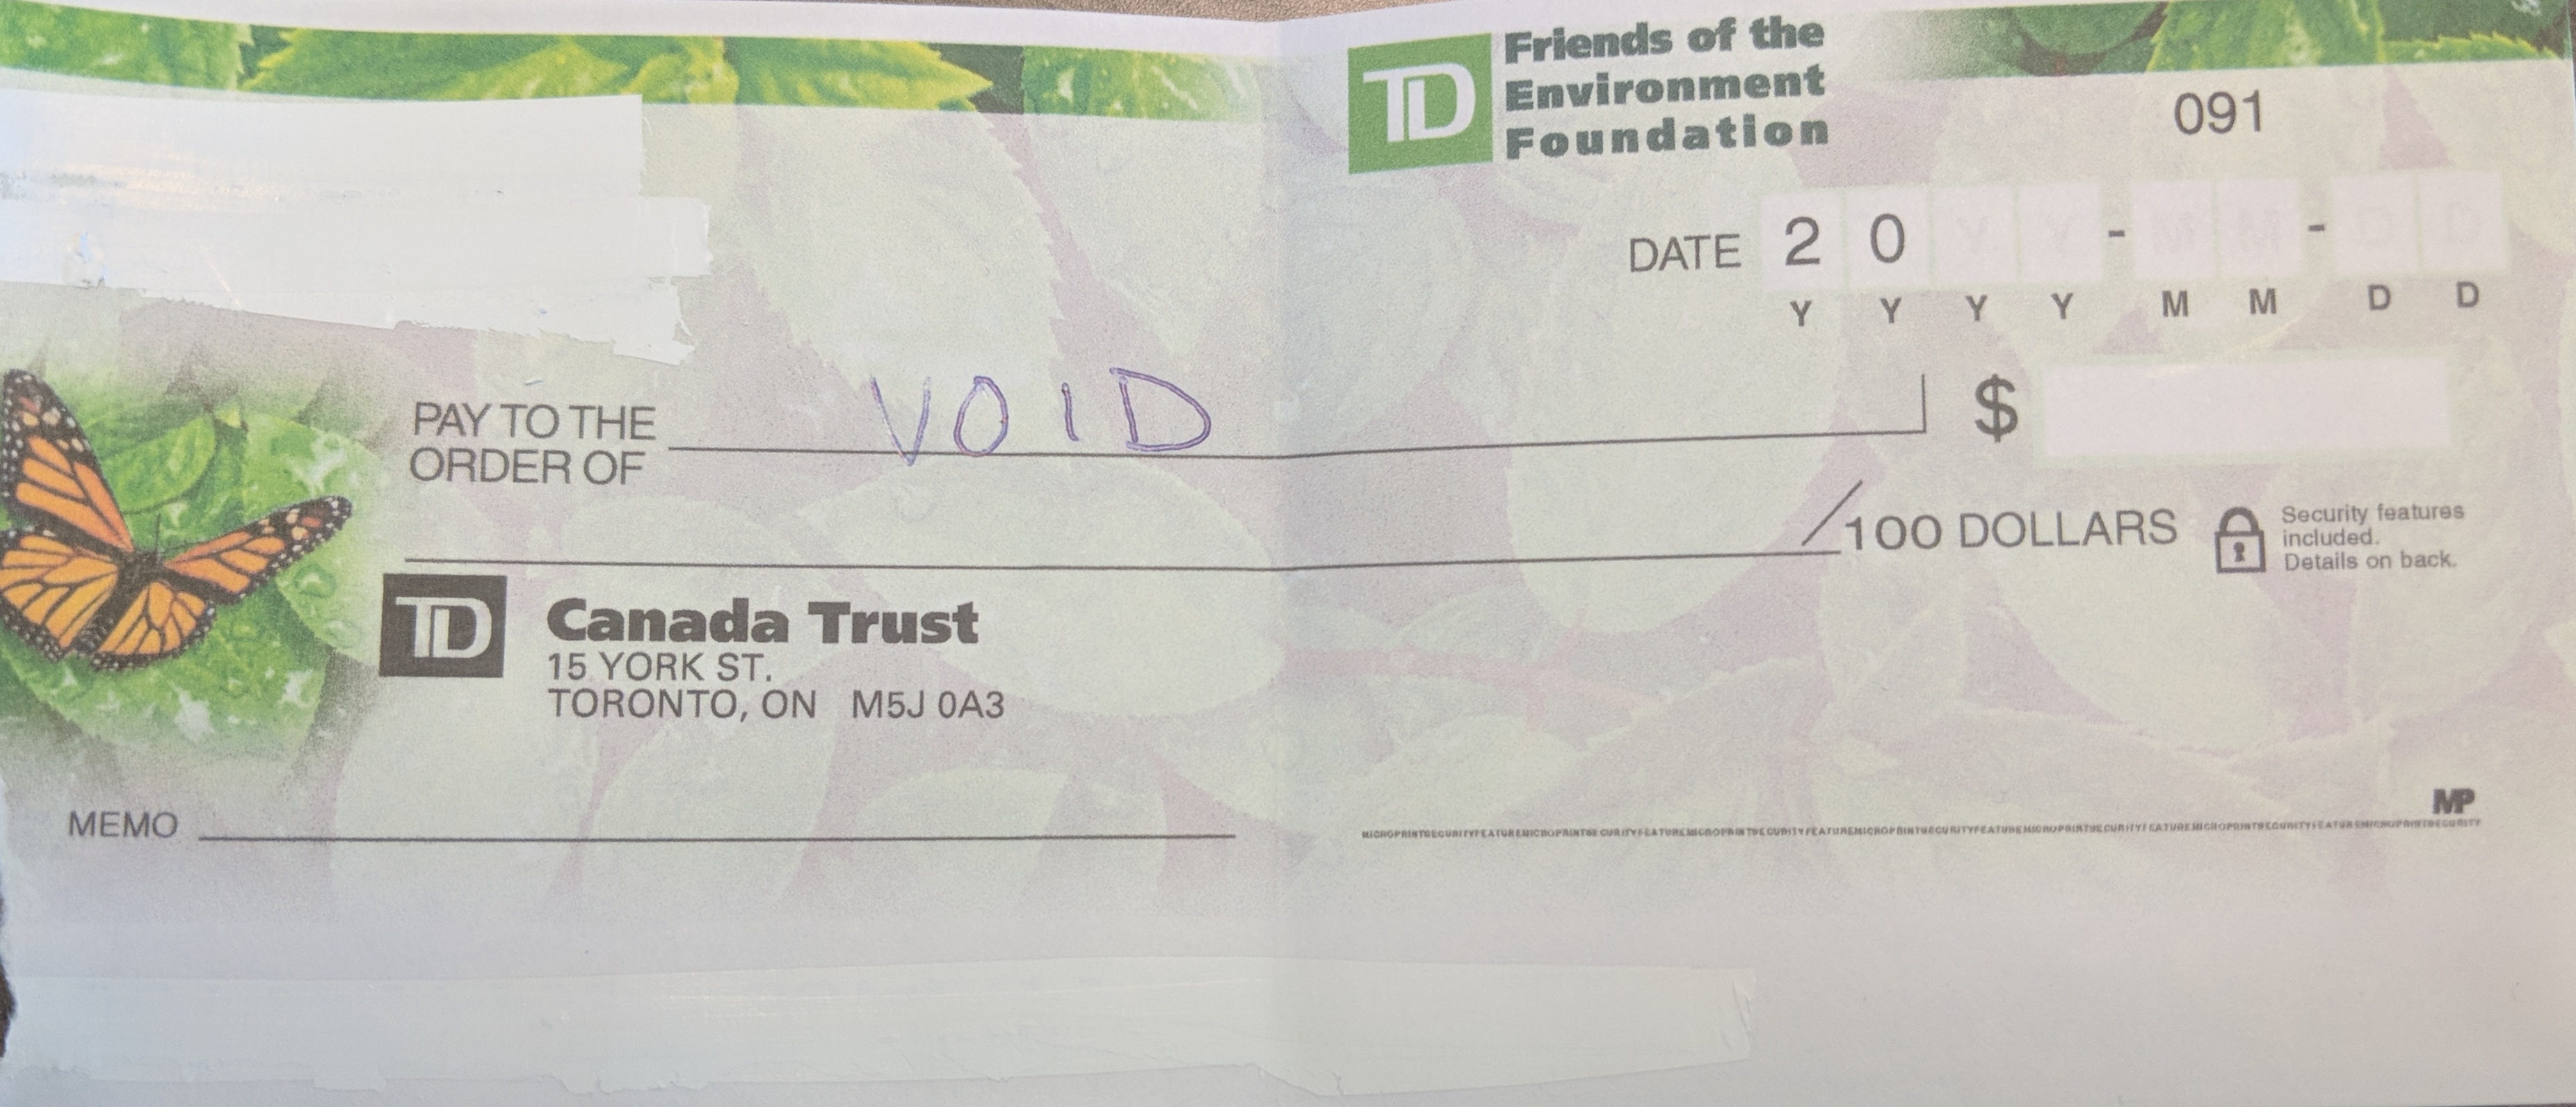 TD Friends of the
Environment
Foundation
091
DATE 2 0 Y Y - M M - D D
Y Y Y Y M M D D
PAY TO THE
ORDER OF VOID $
/100 DOLLARS
Security features
included.
Details on back.
TD Canada Trust
15 YORK ST.
TORONTO, ON M5J 0A3
MEMO
MP